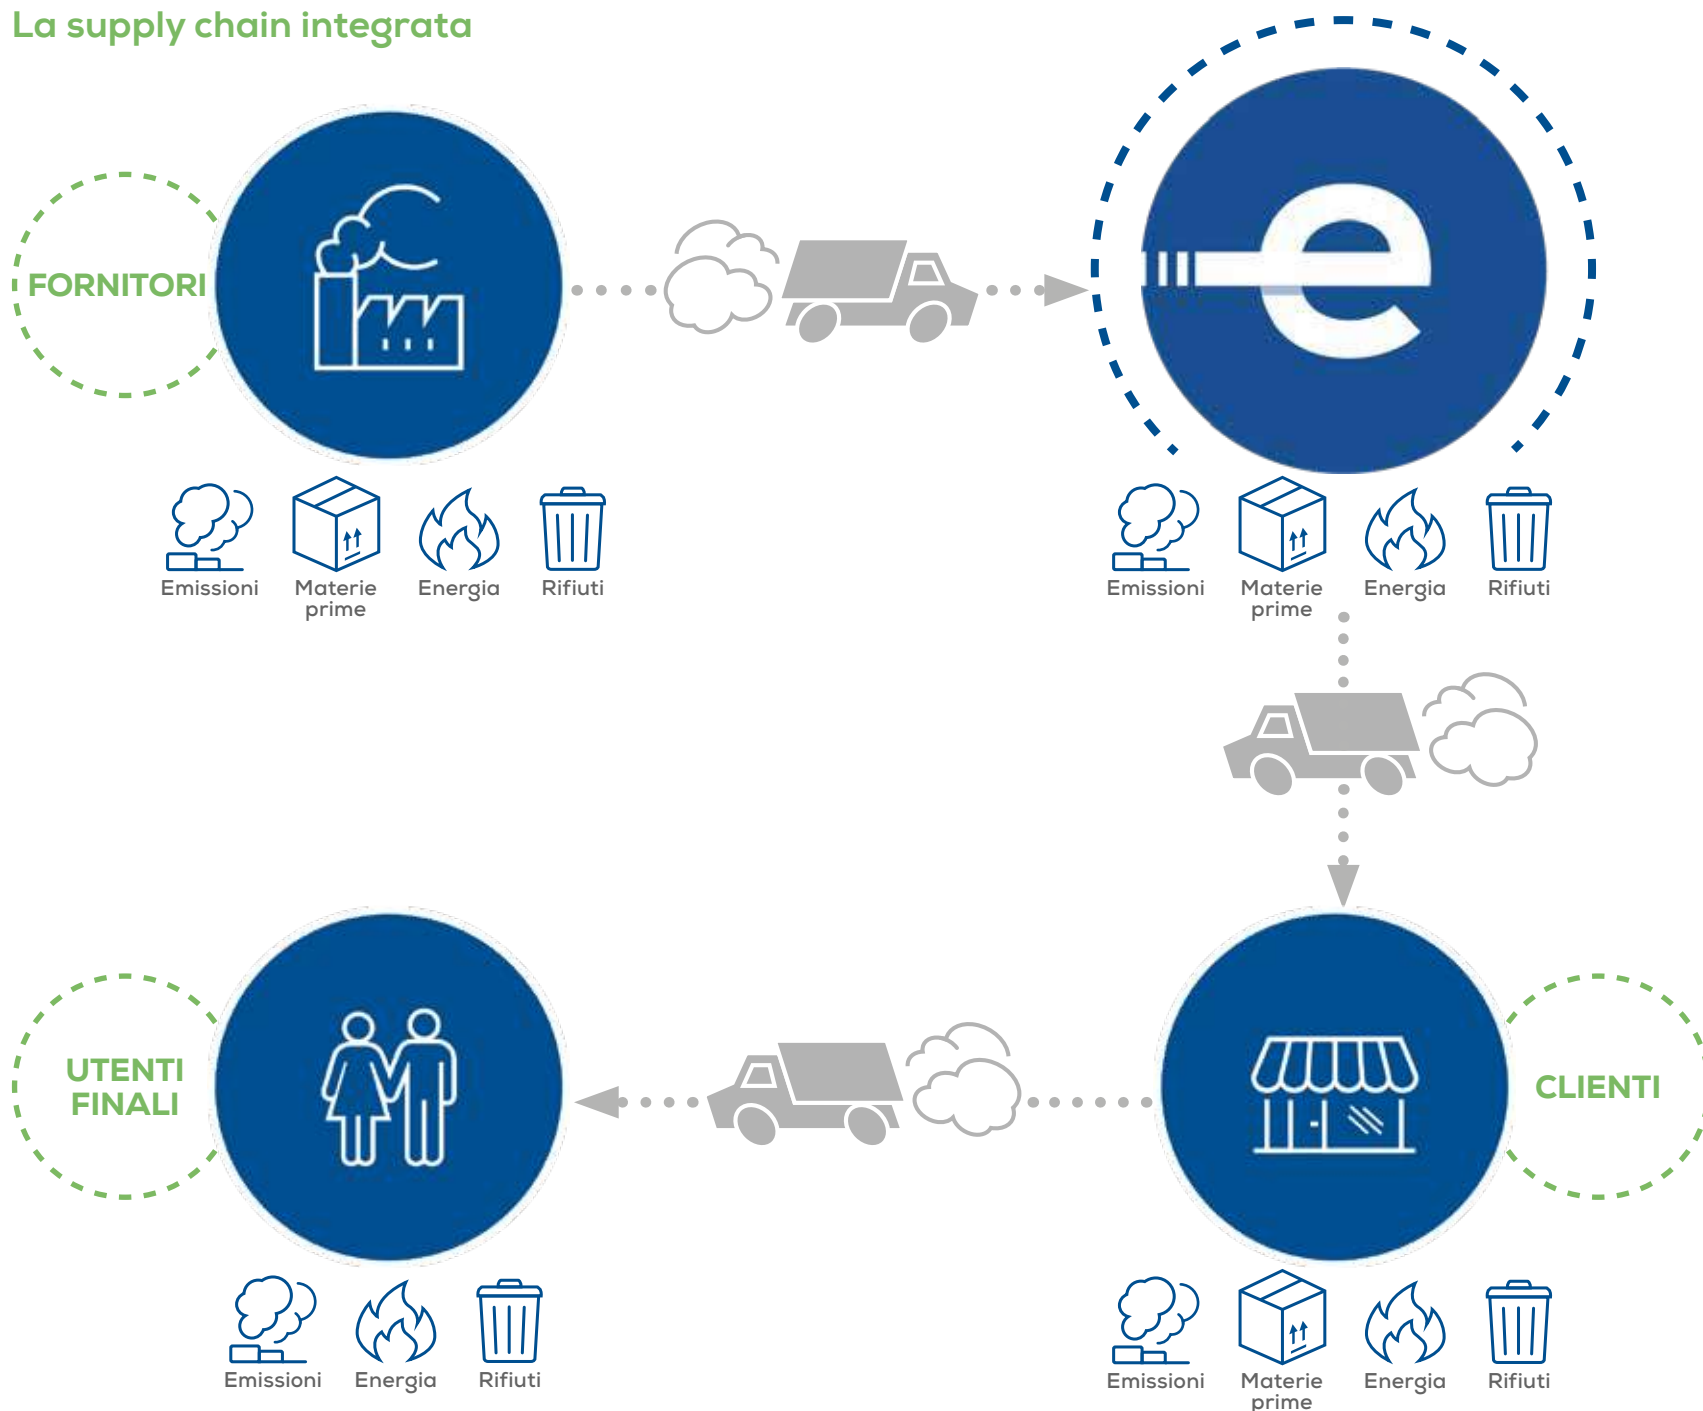 La supply chain integrata
FORNITORI
e
Emissioni
Materie
prime
Energia
Rifiuti
Emissioni
Materie
prime
Energia
Rifiuti
UTENTI
FINALI
CLIENTI
Emissioni
Energia
Rifiuti
Emissioni
Materie
prime
Energia
Rifiuti